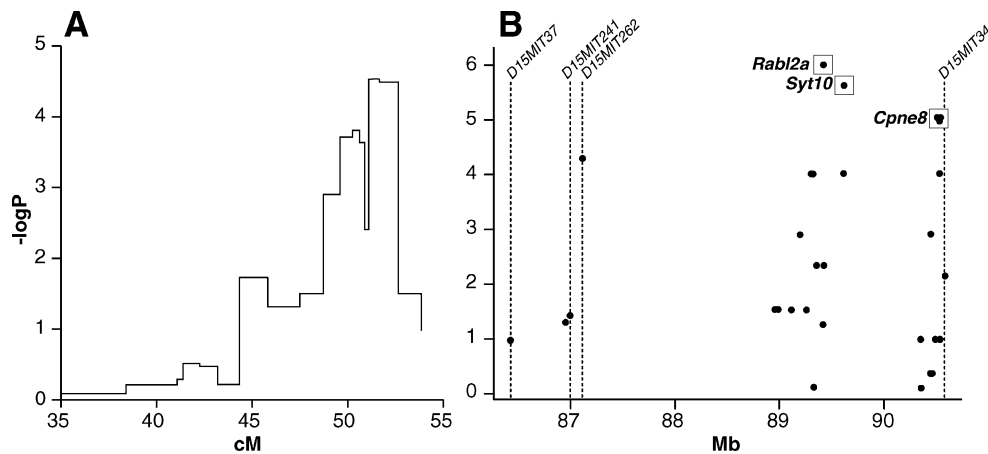 A
-logP
5
4
3
2
1
0
35 40 45 50 55
cM
B
D15MIT37
D15MIT241
D15MIT262
D15MIT34
Rabl2a
Syt10
Cpne8
6
5
4
3
2
1
0
87 88 89 90
Mb